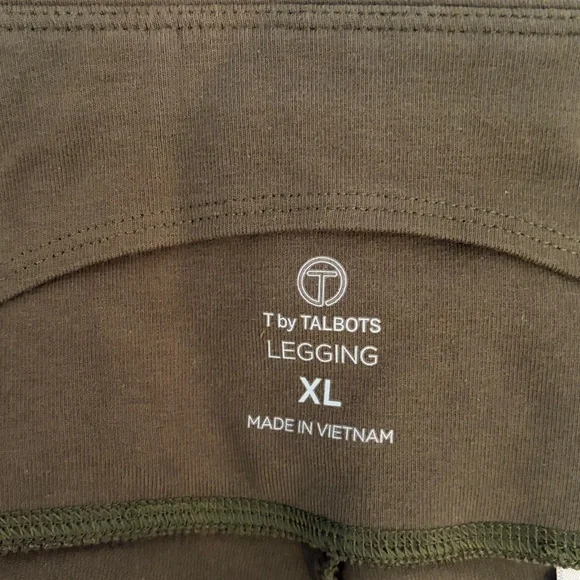 T
T by TALBOTS
LEGGING
XL
MADE IN VIETNAM